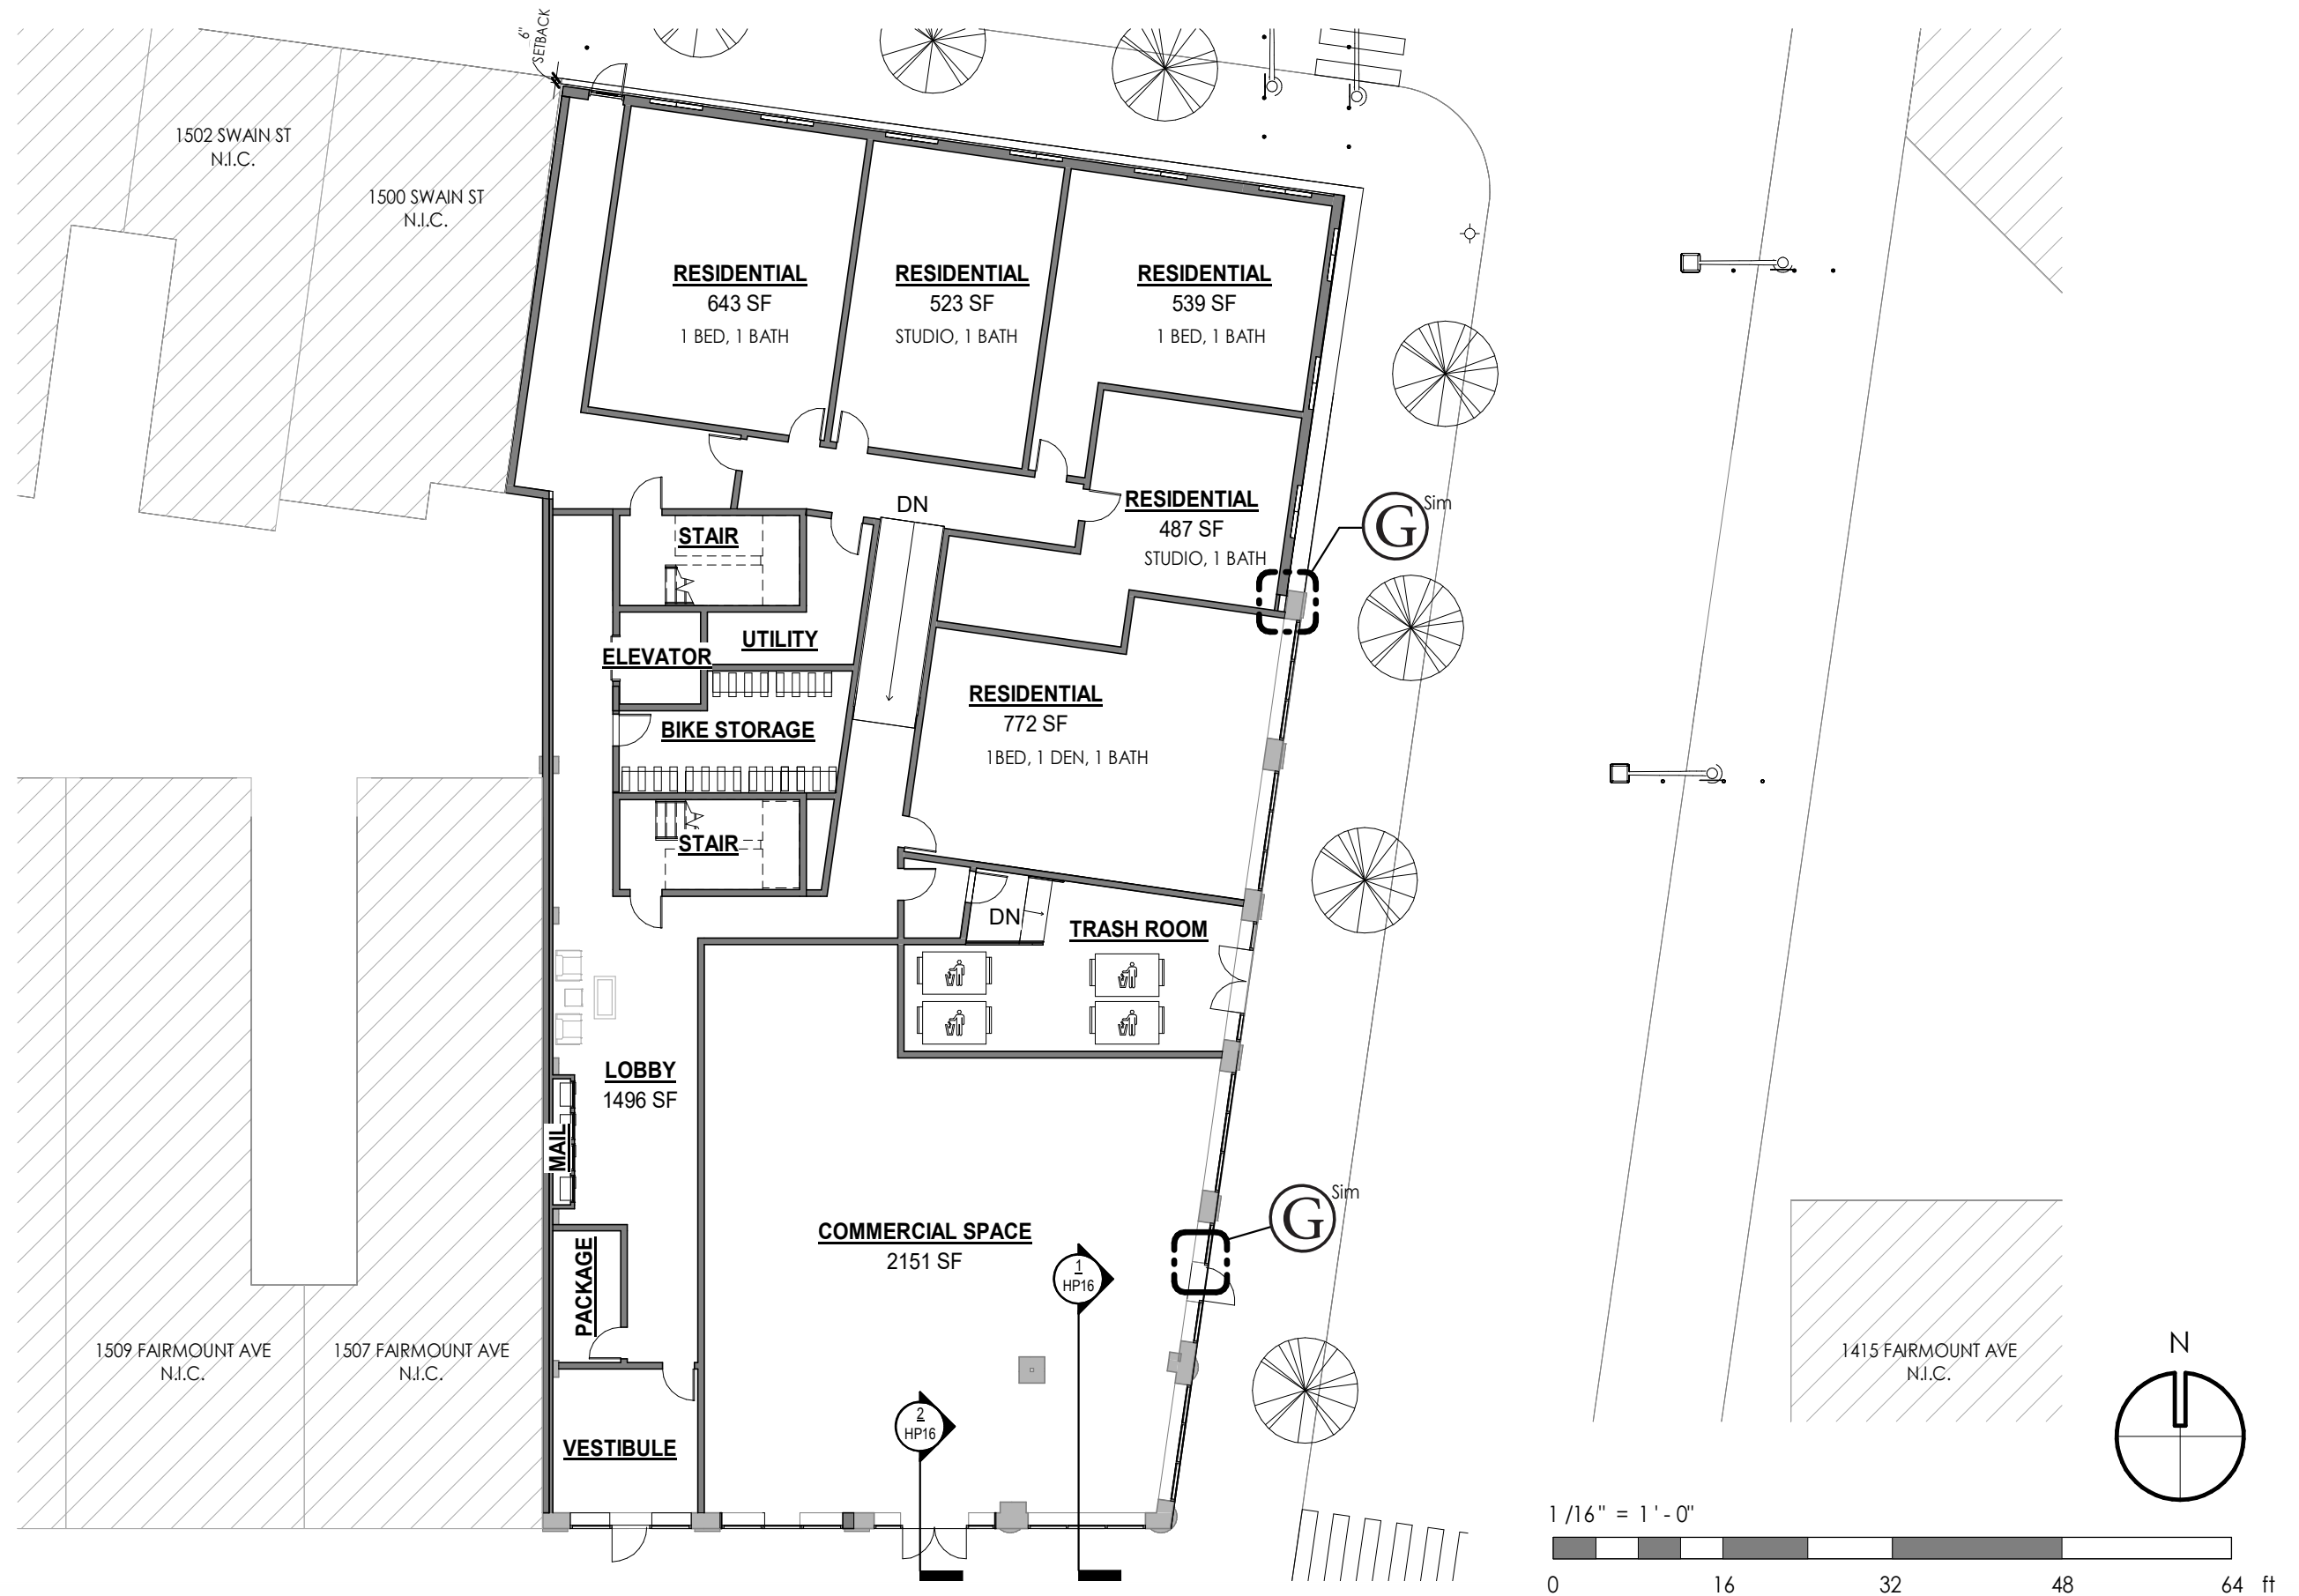 6"
SETBACK
1502 SWAIN ST
N.I.C.
1500 SWAIN ST
N.I.C.
RESIDENTIAL
643 SF
1 BED, 1 BATH
RESIDENTIAL
523 SF
STUDIO, 1 BATH
RESIDENTIAL
539 SF
1 BED, 1 BATH
DN
RESIDENTIAL
487 SF
STUDIO, 1 BATH
G
Sim
STAIR
UTILITY
ELEVATOR
BIKE STORAGE
RESIDENTIAL
772 SF
1BED, 1 DEN, 1 BATH
STAIR
DN
TRASH ROOM
LOBBY
1496 SF
MAIL
PACKAGE
COMMERCIAL SPACE
2151 SF
G
Sim
1
HP16
2
HP16
VESTIBULE
1509 FAIRMOUNT AVE
N.I.C.
1507 FAIRMOUNT AVE
N.I.C.
1415 FAIRMOUNT AVE
N.I.C.
N
1 /16" = 1 ' - 0"
0 16 32 48 64 ft